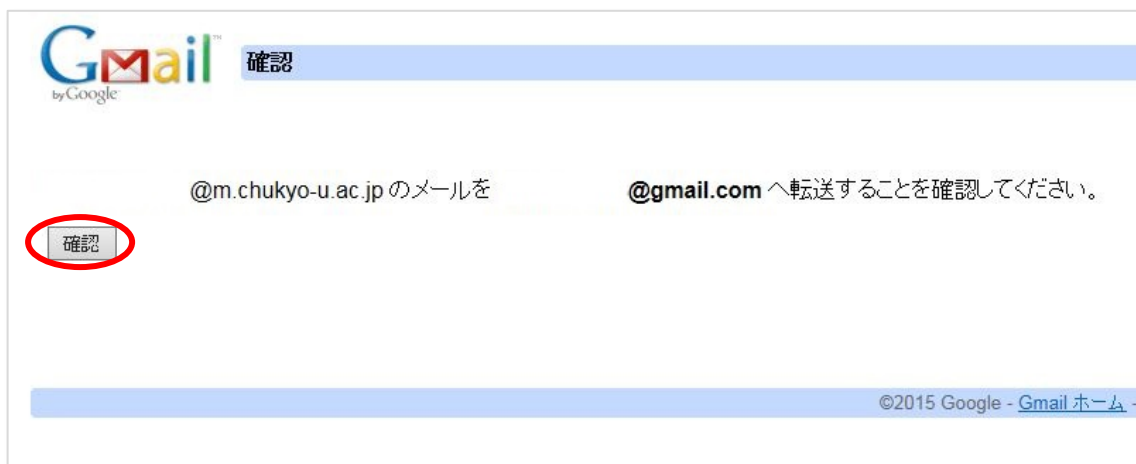 Gmail™
by Google
確認
@m.chukyo-u.ac.jp のメールを @gmail.com へ転送することを確認してください。
確認
©2015 Google - Gmail ホーム -